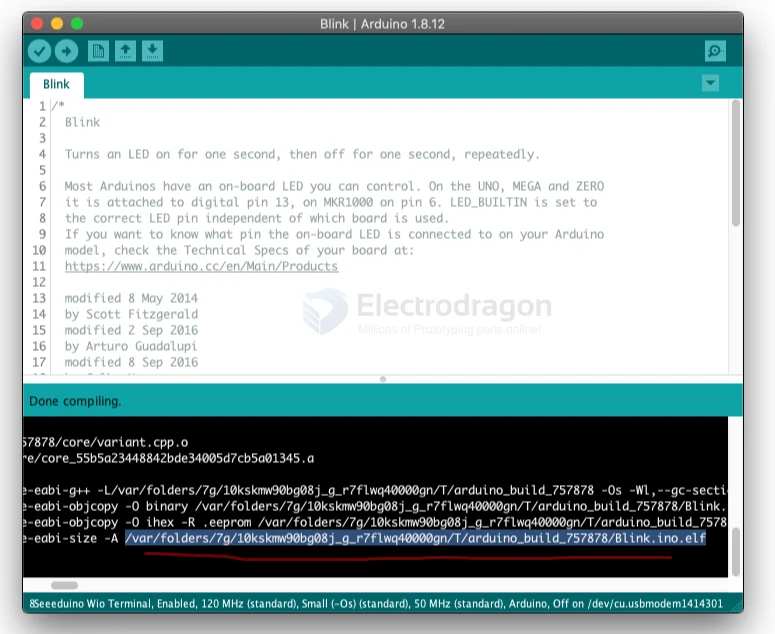 Blink | Arduino 1.8.12
Blink
1 /*
2 Blink
3
4 Turns an LED on for one second, then off for one second, repeatedly.
5
6 Most Arduinos have an on-board LED you can control. On the UNO, MEGA and ZERO
7 it is attached to digital pin 13, on MKR1000 on pin 6. LED_BUILTIN is set to
8 the correct LED pin independent of which board is used.
9 If you want to know what pin the on-board LED is connected to on your Arduino
10 model, check the Technical Specs of your board at:
11 https://www.arduino.cc/en/Main/Products
12
13 modified 8 May 2014
14 by Scott Fitzgerald
15 modified 2 Sep 2016
16 by Arturo Guadalupi
17 modified 8 Sep 2016
Electrodragon
Millions of Prototyping parts online!
Done compiling.
57878/core/variant.cpp.o
re/core_55b5a23448842bde34005d7cb5a01345.a
e-eabi-g++ -L/var/folders/7g/10kskmw90bg08j_g_r7flwq40000gn/T/arduino_build_757878 -Os -Wl,--gc-secti
e-eabi-objcopy -O binary /var/folders/7g/10kskmw90bg08j_g_r7flwq40000gn/T/arduino_build_757878/Blink.
e-eabi-objcopy -O ihex -R .eeprom /var/folders/7g/10kskmw90bg08j_g_r7flwq40000gn/T/arduino_build_7578
e-eabi-size -A /var/folders/7g/10kskmw90bg08j_g_r7flwq40000gn/T/arduino_build_757878/Blink.ino.elf
8Seeeduino Wio Terminal, Enabled, 120 MHz (standard), Small (-Os) (standard), 50 MHz (standard), Arduino, Off on /dev/cu.usbmodem1414301